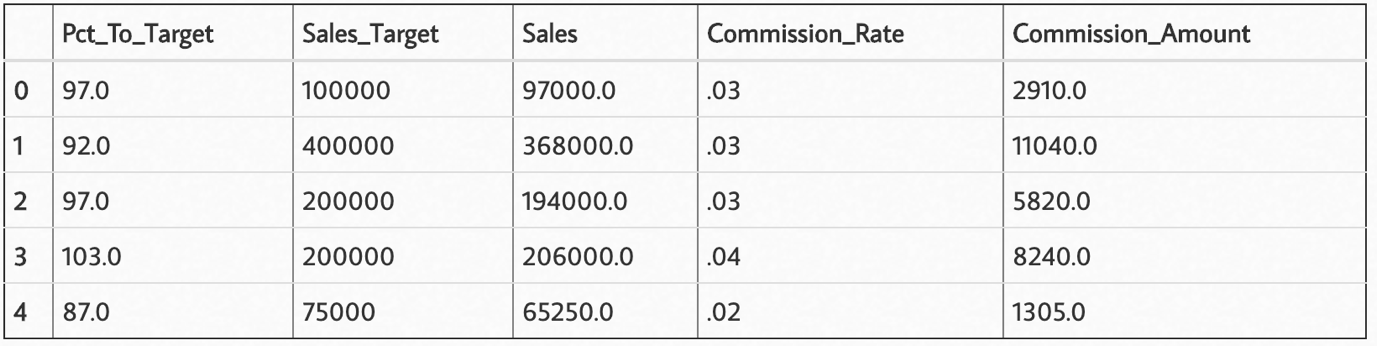 Pct_To_Target Sales_Target Sales Commission_Rate Commission_Amount
0 97.0 100000 97000.0 .03 2910.0
1 92.0 400000 368000.0 .03 11040.0
2 97.0 200000 194000.0 .03 5820.0
3 103.0 200000 206000.0 .04 8240.0
4 87.0 75000 65250.0 .02 1305.0